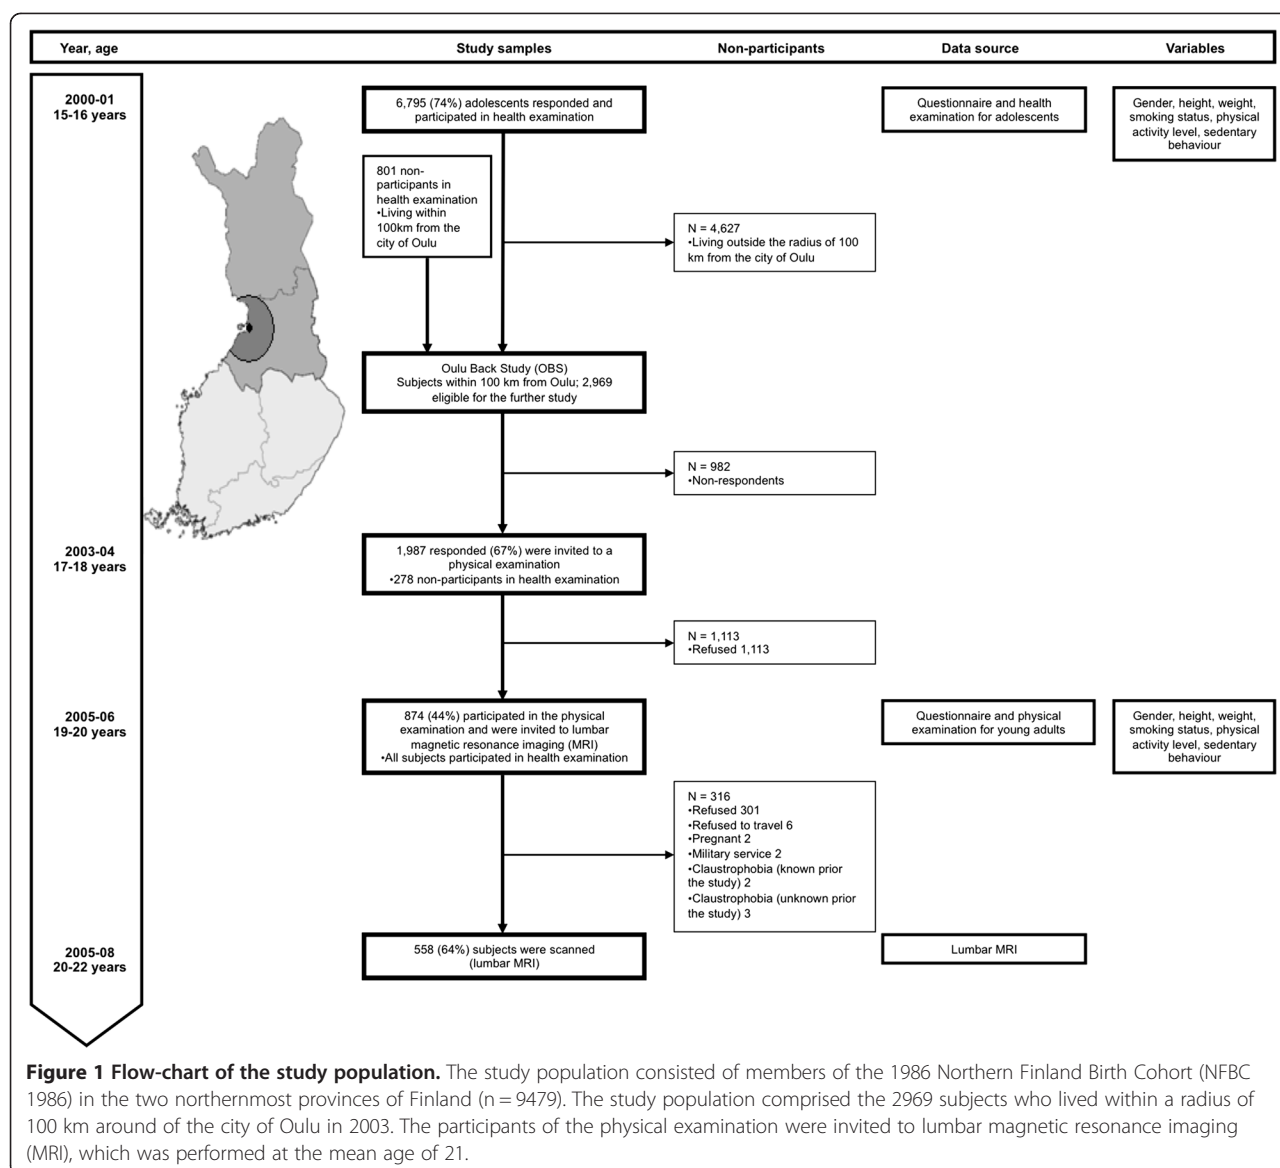 Year, age
Study samples
Non-participants
Data source
Variables
2000-01
15-16 years
6,795 (74%) adolescents responded and
participated in health examination
Questionnaire and health
examination for adolescents
Gender, height, weight,
smoking status, physical
activity level, sedentary
behaviour
801 non-
participants in
health examination
•Living within
100km from the
city of Oulu
N = 4,627
•Living outside the radius of 100
km from the city of Oulu
Oulu Back Study (OBS)
Subjects within 100 km from Oulu; 2,969
eligible for the further study
N = 982
•Non-respondents
2003-04
17-18 years
1,987 responded (67%) were invited to a
physical examination
•278 non-participants in health examination
N = 1,113
•Refused 1,113
2005-06
19-20 years
874 (44%) participated in the physical
examination and were invited to lumbar
magnetic resonance imaging (MRI)
•All subjects participated in health examination
Questionnaire and physical
examination for young adults
Gender, height, weight,
smoking status, physical
activity level, sedentary
behaviour
N = 316
•Refused 301
•Refused to travel 6
•Pregnant 2
•Military service 2
•Claustrophobia (known prior
the study) 2
•Claustrophobia (unknown prior
the study) 3
2005-08
20-22 years
558 (64%) subjects were scanned
(lumbar MRI)
Lumbar MRI
Figure 1 Flow-chart of the study population. The study population consisted of members of the 1986 Northern Finland Birth Cohort (NFBC
1986) in the two northernmost provinces of Finland (n = 9479). The study population comprised the 2969 subjects who lived within a radius of
100 km around of the city of Oulu in 2003. The participants of the physical examination were invited to lumbar magnetic resonance imaging
(MRI), which was performed at the mean age of 21.